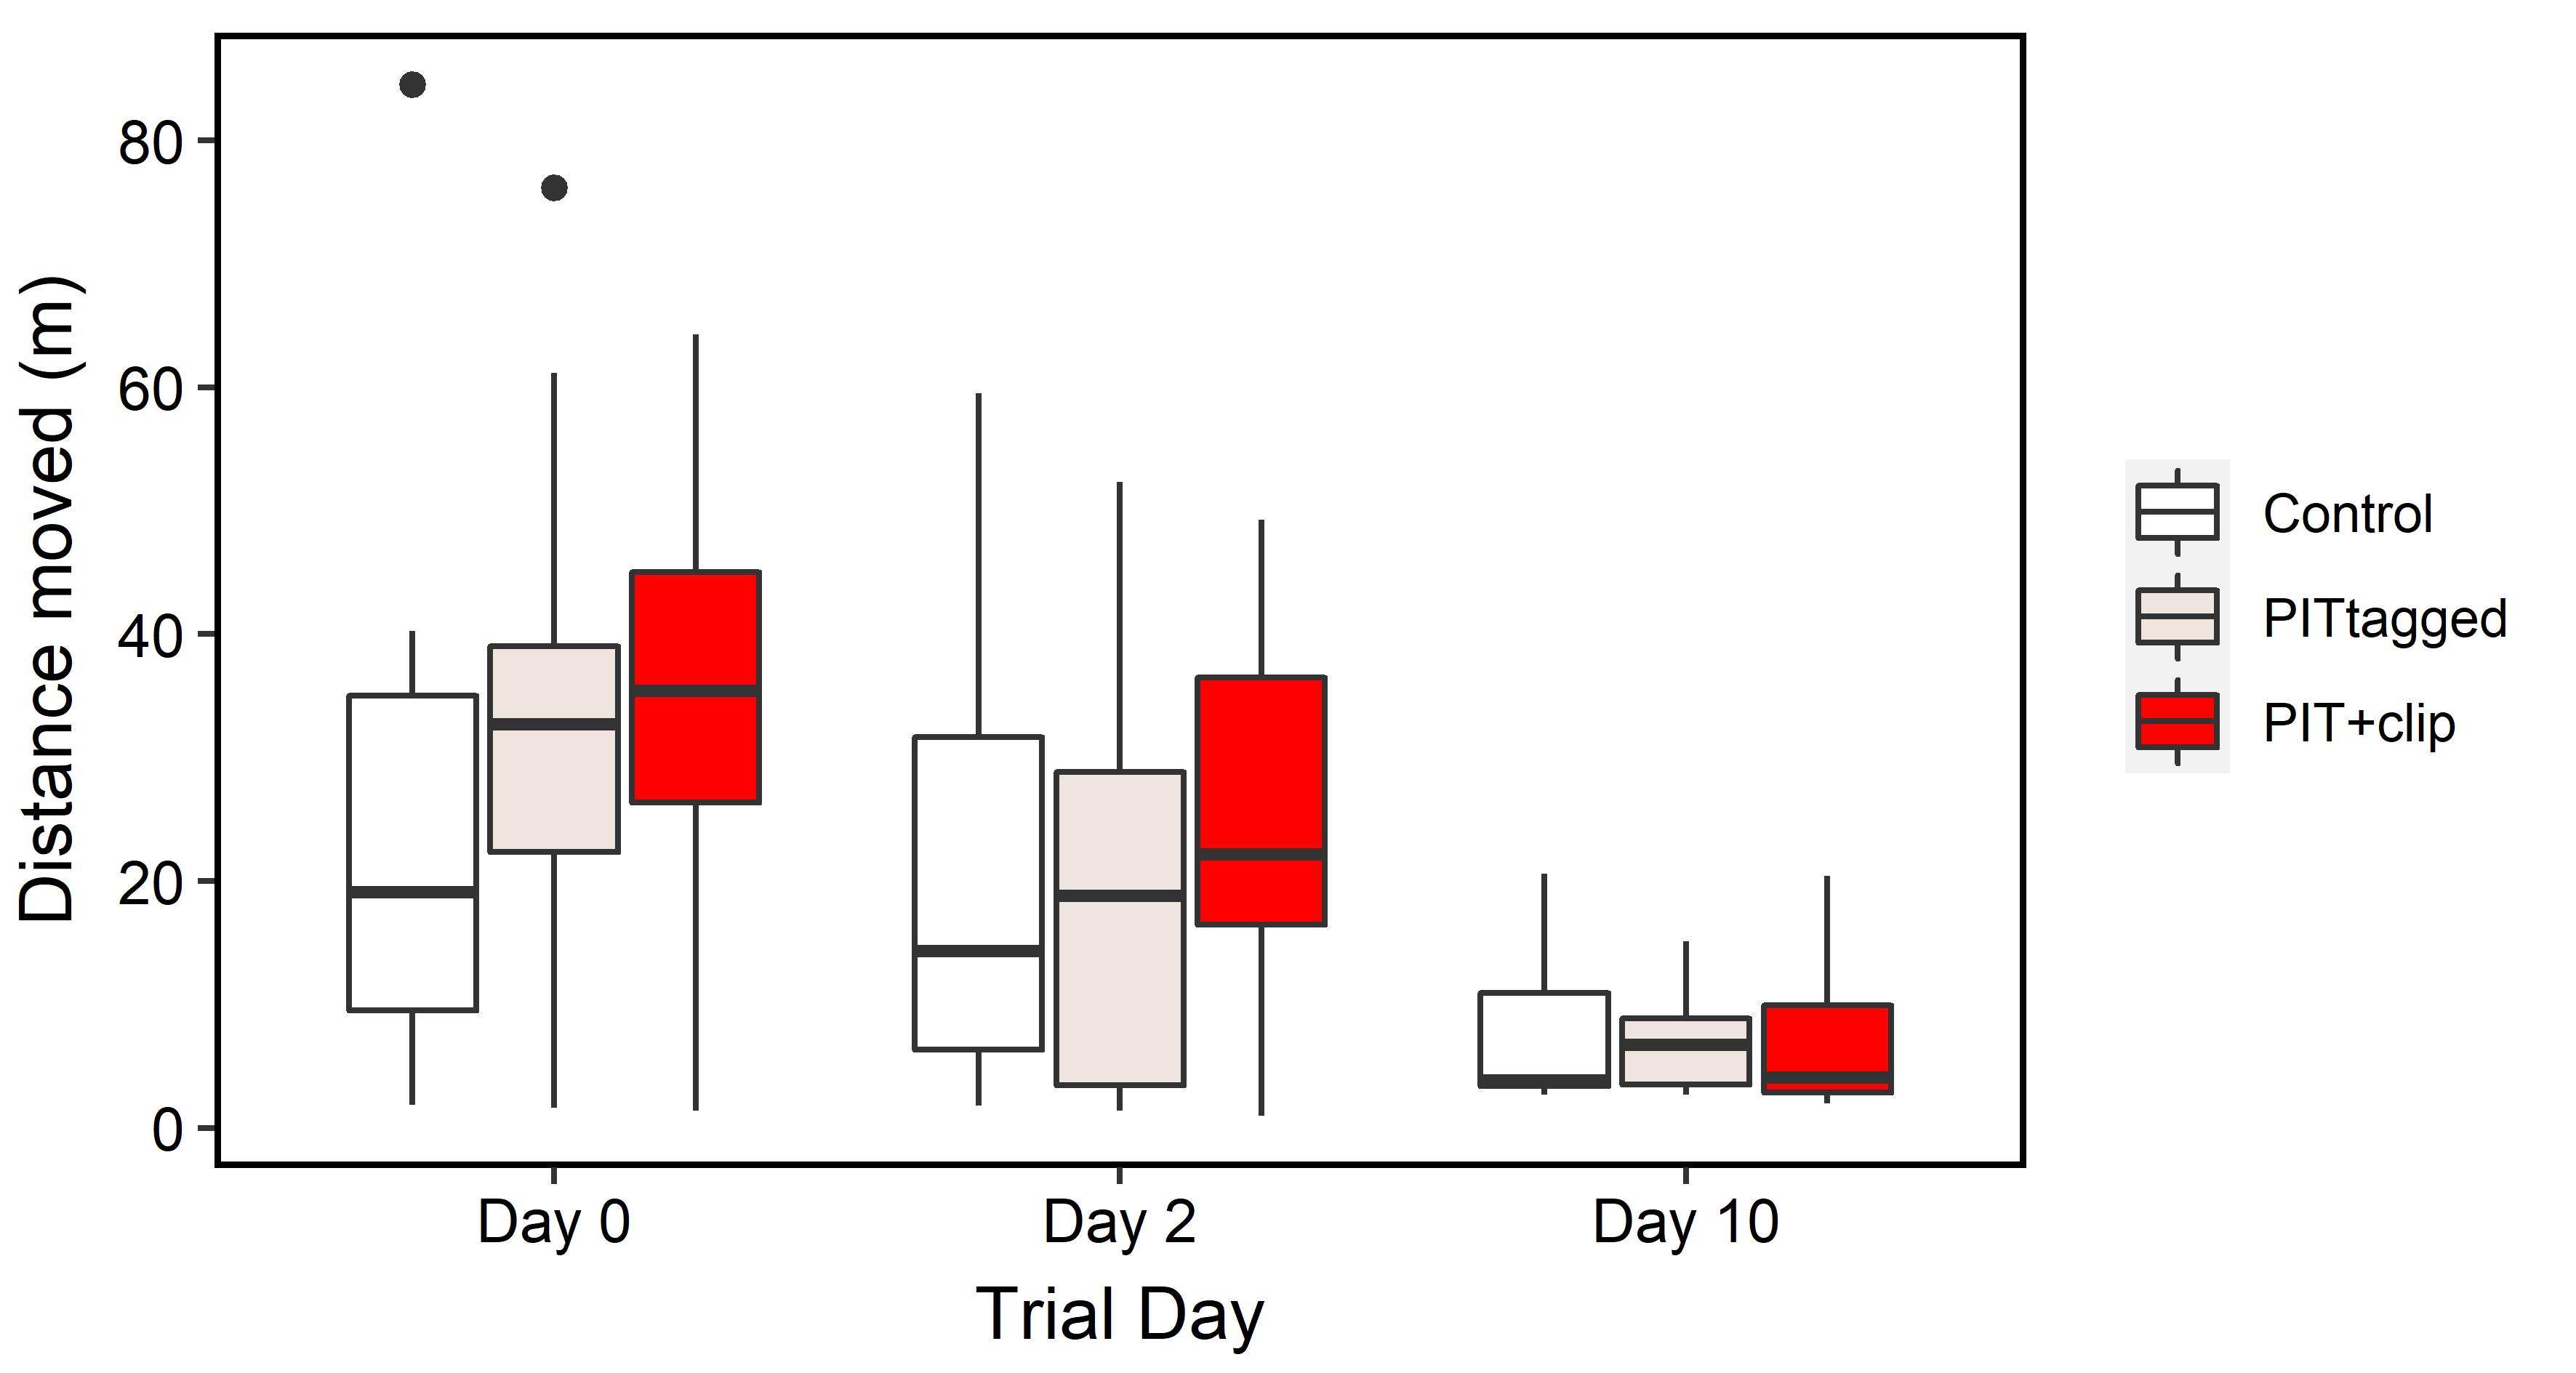 Distance moved (m)
80
60
40
20
0
Day 0
Day 2
Day 10
Trial Day
Control
PITtagged
PIT+clip